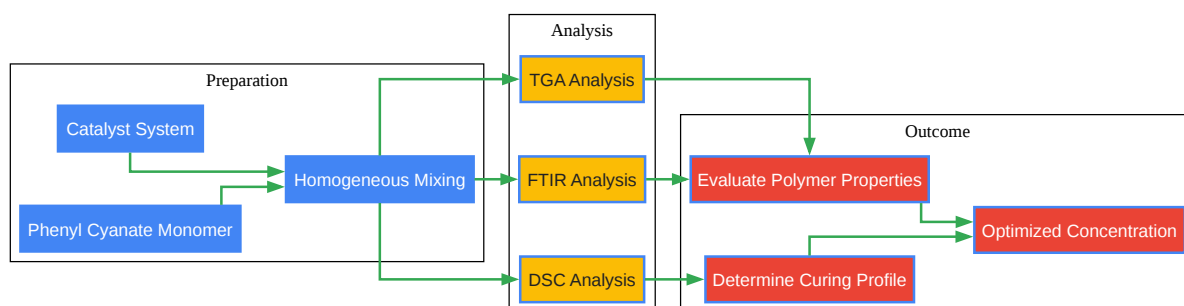 Preparation
Catalyst System
Phenyl Cyanate Monomer
Homogeneous Mixing
Analysis
TGA Analysis
FTIR Analysis
DSC Analysis
Outcome
Evaluate Polymer Properties
Determine Curing Profile
Optimized Concentration